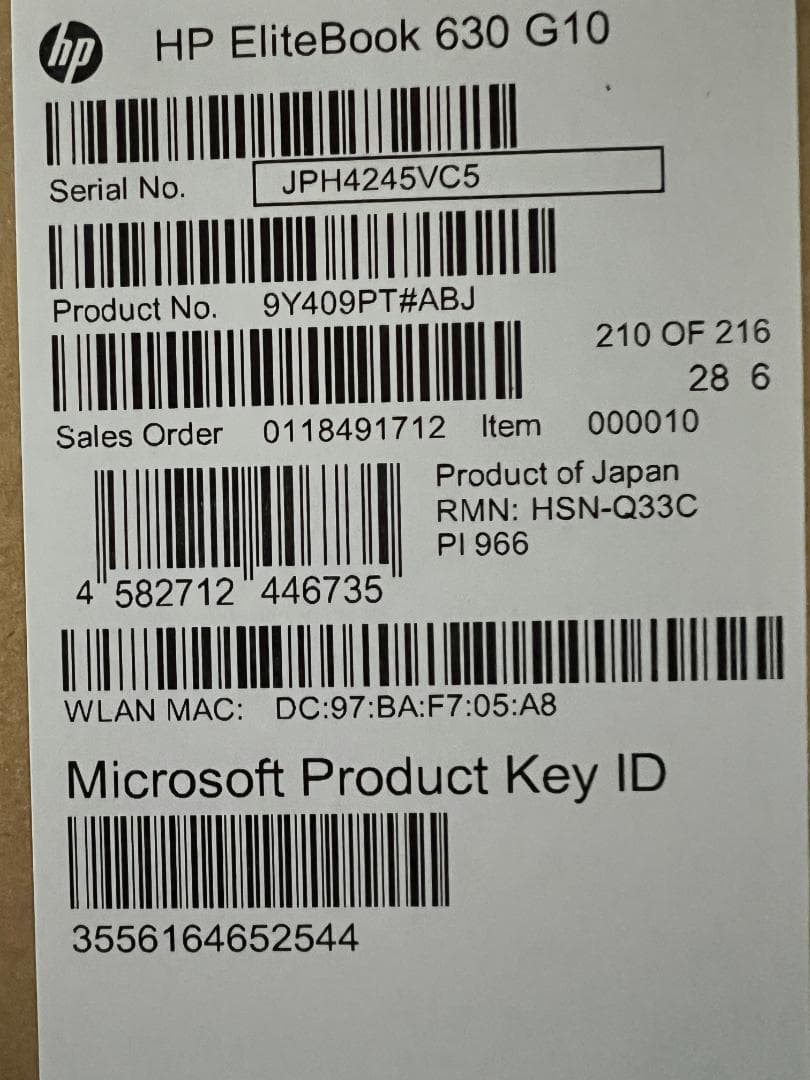 hp HP EliteBook 630 G10
Serial No. JPH4245VC5
Product No. 9Y409PT#ABJ
210 OF 216
28 6
Sales Order 0118491712 Item 000010
Product of Japan
RMN: HSN-Q33C
PI 966
4 582712 446735
WLAN MAC: DC:97:BA:F7:05:A8
Microsoft Product Key ID
3556164652544